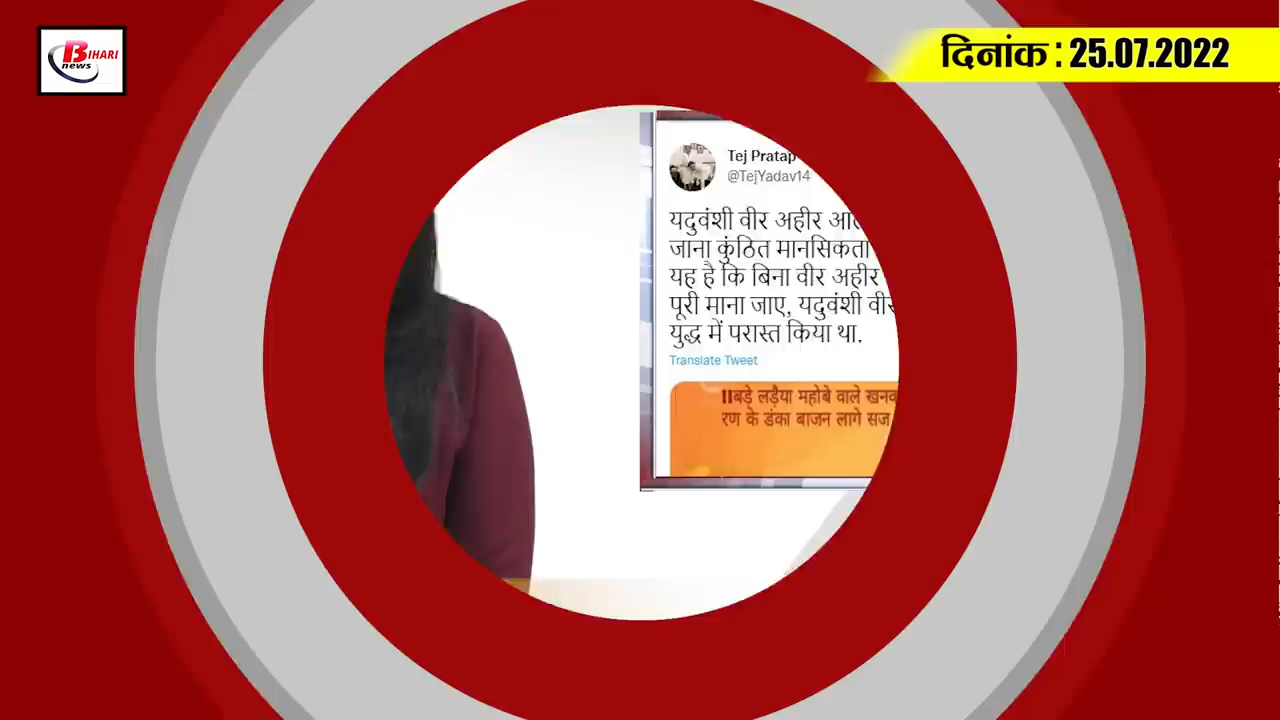 BIHARI
news
दिनांक : 25.07.2022
Tej Pratap
@TejYadav14
यदुवंशी वीर अहीर
जाना कुंठित मानसिकता
यह है कि बिना वीर अहीर
पूरी माना जाए, यदुवंशी वीर
युद्ध में परास्त किया था.
Translate Tweet
॥बड़े लड़ैया महोबे वाले
रण के डंका बाजन लागे सज